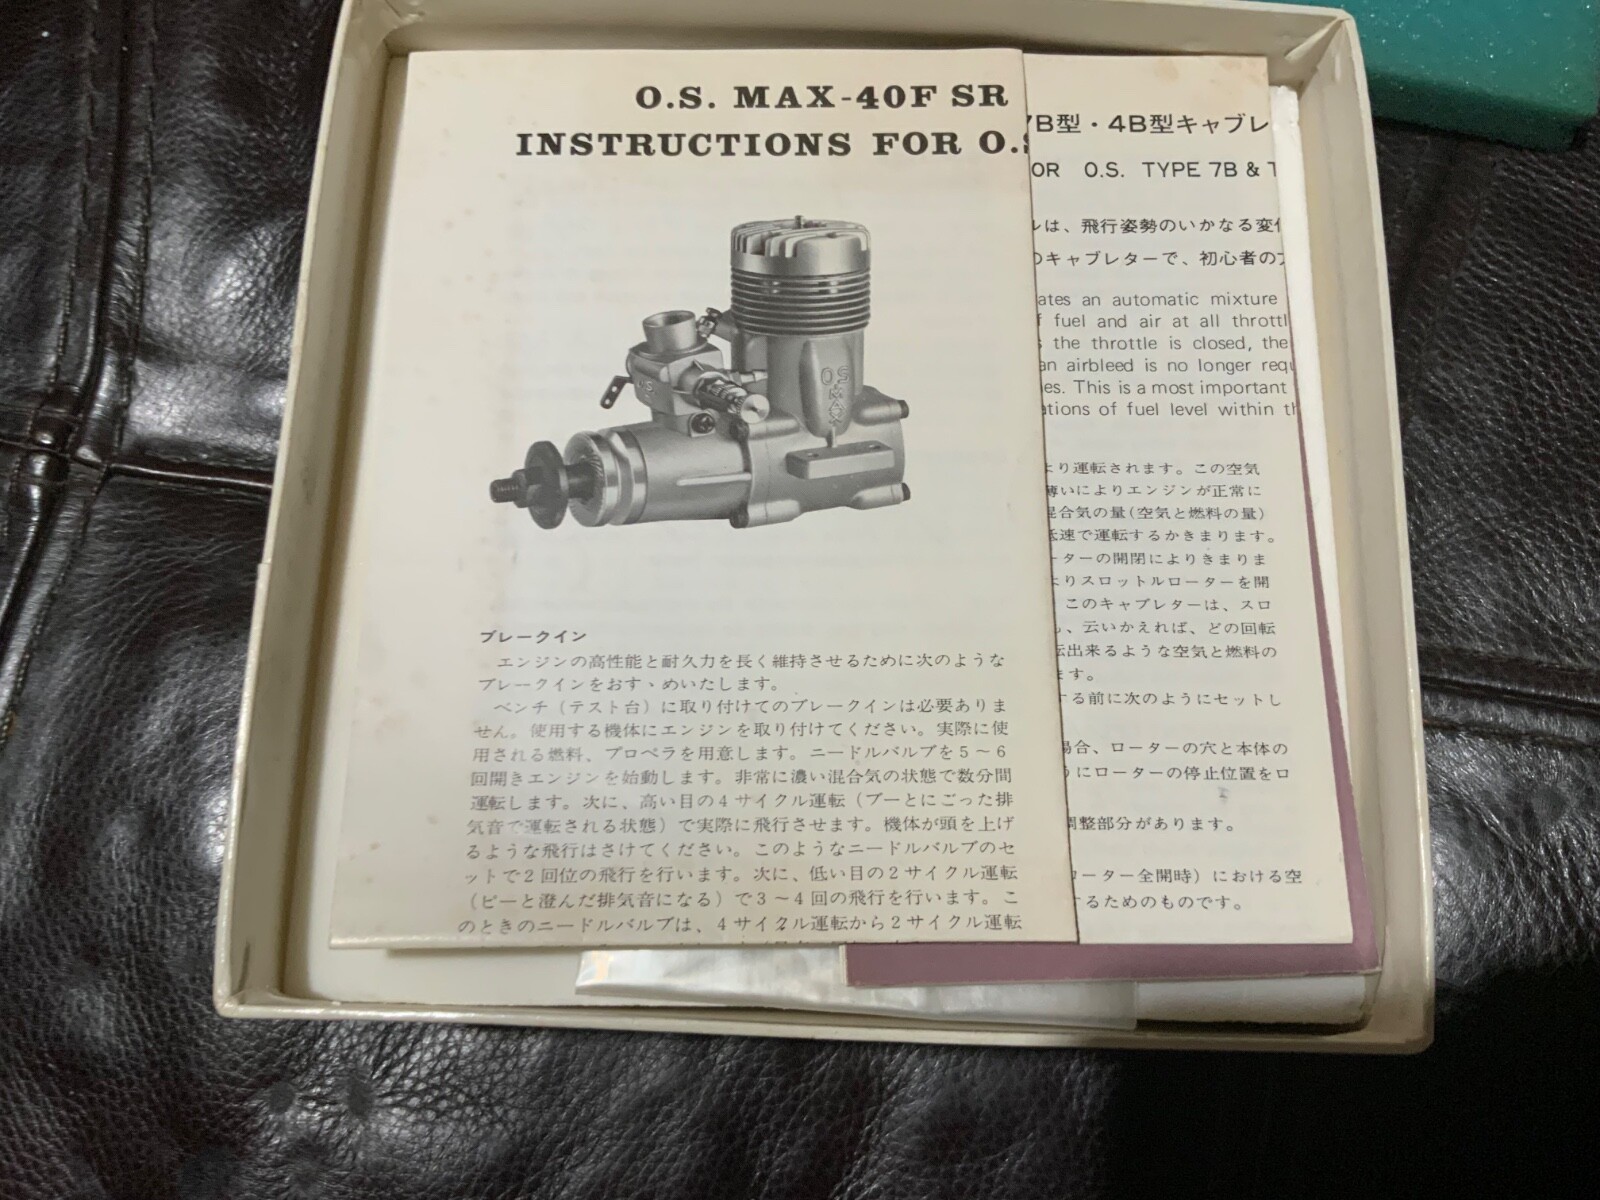 O.S. MAX-40F SR
INSTRUCTIONS FOR O.S
O.S
MAX
ブレークイン
エンジンの高性能と耐久力を長く維持させるために次のような
ブレークインをおすゝめいたします。
ベンチ（テスト台）に取り付けてのブレークインは必要ありま
せん。使用する機体にエンジンを取り付けてください。実際に使
用される燃料、プロペラを用意します。ニードルバルブを５～６
回開きエンジンを始動します。非常に濃い混合気の状態で数分間
運転します。次に、高い目の４サイクル運転（ブーとにごった排
気音で運転される状態）で実際に飛行させます。機体が頭を上げ
るような飛行はさけてください。このようなニードルバルブのセ
ットで２回位の飛行を行います。次に、低い目の２サイクル運転
（ピーと澄んだ排気音になる）で３～４回の飛行を行います。こ
のときのニードルバルブは、４サイクル運転から２サイクル運転
7B型・4B型キャブレ
OR O.S. TYPE 7B & T
ルは、飛行姿勢のいかなる変化
のキャブレターで、初心者の方
ates an automatic mixture
f fuel and air at all throttl
s the throttle is closed, the
an airbleed is no longer requ
es. This is a most important
ations of fuel level within th
より運転されます。この空気
薄いによりエンジンが正常に
混合気の量(空気と燃料の量)
低速で運転するかきまります。
ーターの開閉によりきまりま
よりスロットルローターを開
このキャブレターは、スロ
、云いかえれば、どの回転
転出来るような空気と燃料の
ます。
する前に次のようにセットし
場合、ローターの穴と本体の
うにローターの停止位置をロ
調整部分があります。
ローター全開時）における空
するためのものです。